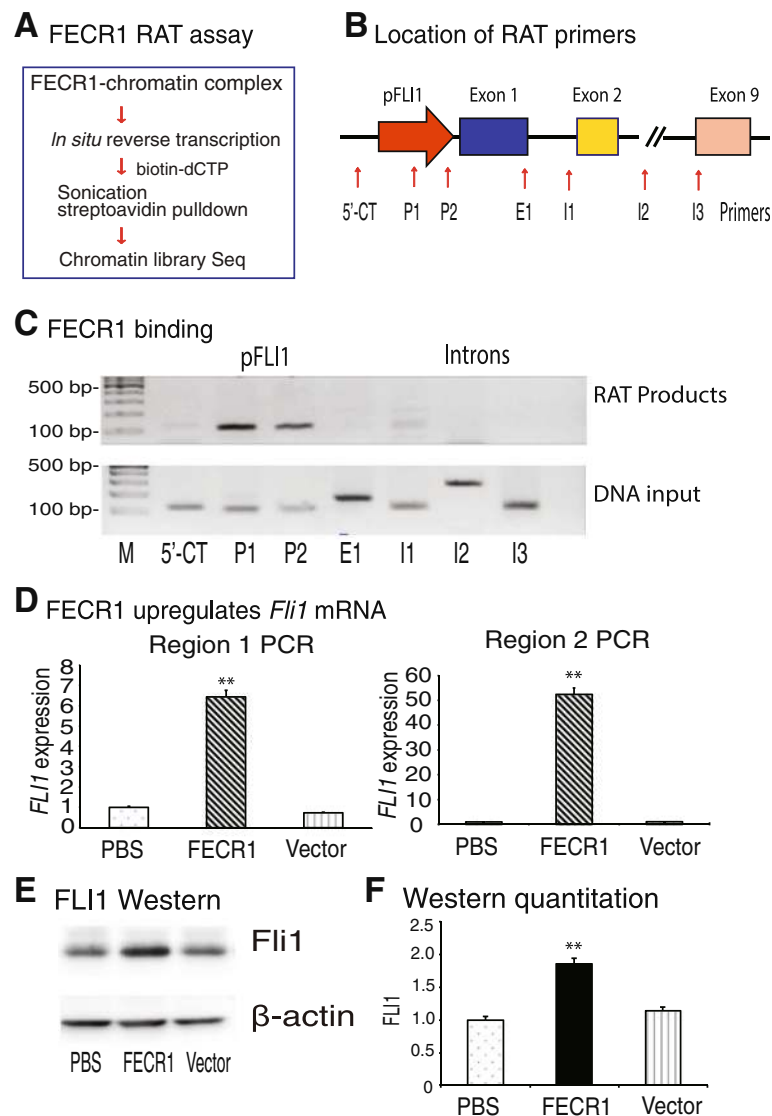 A FECR1 RAT assay
FECR1-chromatin complex
In situ reverse transcription
biotin-dCTP
Sonication
streptoavidin pulldown
Chromatin library Seq
B Location of RAT primers
pFLI1 Exon 1 Exon 2 Exon 9
5'-CT P1 P2 E1 I1 I2 I3 Primers
C FECR1 binding
pFLI1 Introns
500 bp-
100 bp-
RAT Products
500 bp-
100 bp-
DNA input
M 5'-CT P1 P2 E1 I1 I2 I3
D FECR1 upregulates Fli1 mRNA
Region 1 PCR
FLI1 expression
8
7
6
5
4
3
2
1
0
**
PBS FECR1 Vector
Region 2 PCR
FLI1 expression
60
50
40
30
20
10
0
**
PBS FECR1 Vector
E FLI1 Western
Fli1
β-actin
PBS FECR1 Vector
F Western quantitation
FLI1
2.5
2.0
1.5
1.0
0.5
0
**
PBS FECR1 Vector